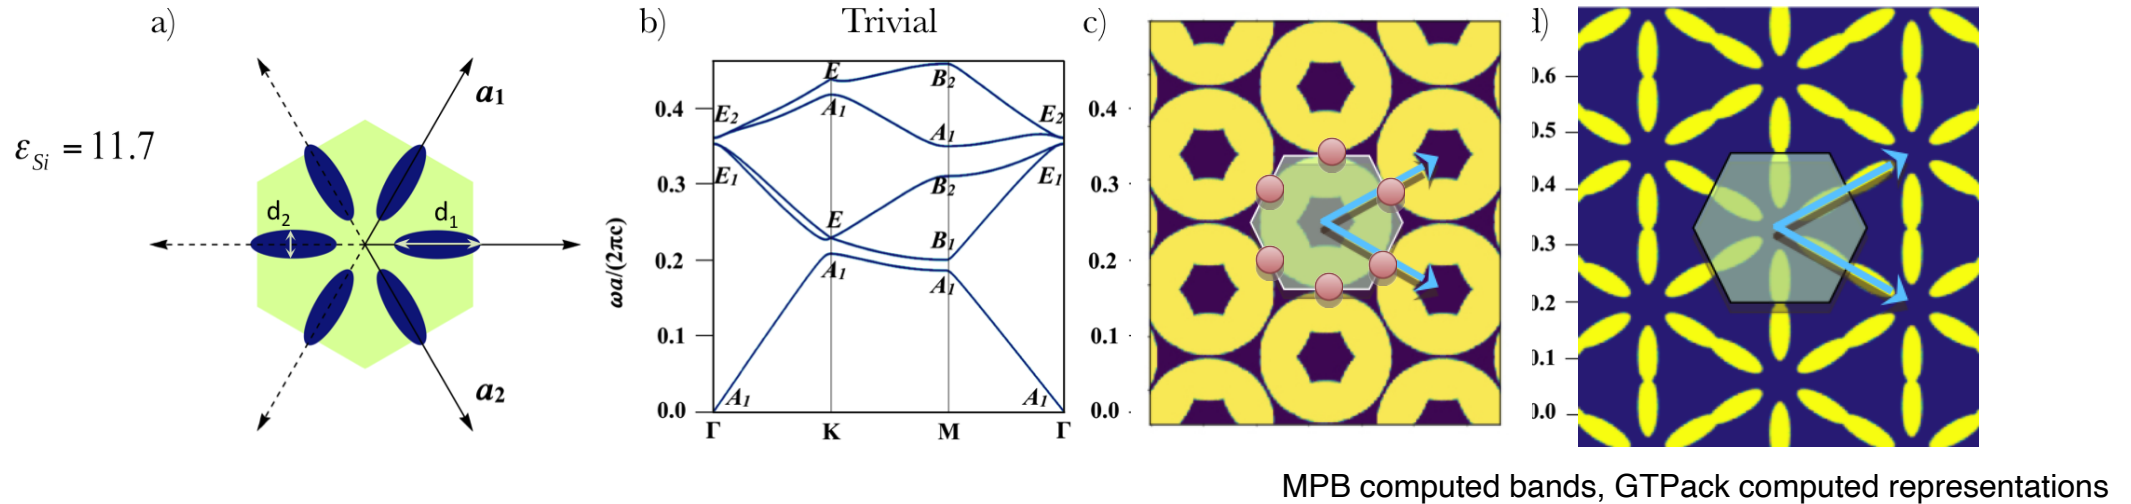 a)
ε_Si = 11.7
a₁
d₂
d₁
a₂
b)
Trivial
ωa/(2πc)
0.4
0.3
0.2
0.1
0.0
E
E₂
A₁
B₂
A₁
E₂
E₁
B₂
E₁
E
B₁
A₁
A₁
A₁
A₁
Γ
K
M
Γ
c)
0.4
0.3
0.2
0.1
0.0
d)
0.6
0.5
0.4
0.3
0.2
0.1
0.0
MPB computed bands, GTPack computed representations